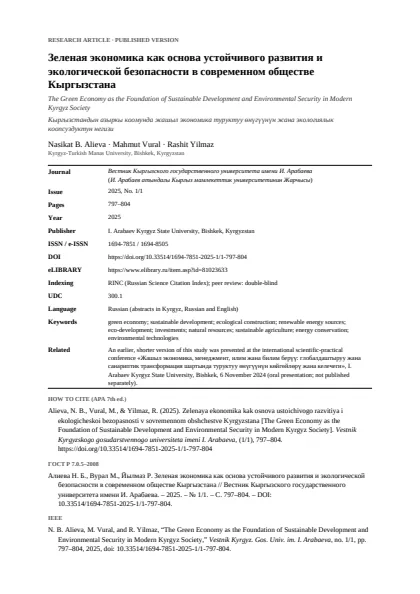 RESEARCH ARTICLE · PUBLISHED VERSION
Зеленая экономика как основа устойчивого развития и
экологической безопасности в современном обществе
Кыргызстана
The Green Economy as the Foundation of Sustainable Development and Environmental Security in Modern
Kyrgyz Society
Кыргызстандын азыркы коомунда жашыл экономика туруктуу өнүгүүнүн жана экологиялык
коопсуздуктун негизи
Nasikat B. Alieva · Mahmut Vural · Rashit Yilmaz
Kyrgyz-Turkish Manas University, Bishkek, Kyrgyzstan
Journal Вестник Кыргызского государственного университета имени И. Арабаева
(И. Арабаев атындагы Кыргыз мамлекеттик университетинин Жарчысы)
Issue 2025, No. 1/1
Pages 797–804
Year 2025
Publisher I. Arabaev Kyrgyz State University, Bishkek, Kyrgyzstan
ISSN / e-ISSN 1694-7851 / 1694-8505
DOI https://doi.org/10.33514/1694-7851-2025-1/1-797-804
eLIBRARY https://www.elibrary.ru/item.asp?id=81023633
Indexing RINC (Russian Science Citation Index); peer review: double-blind
UDC 300.1
Language Russian (abstracts in Kyrgyz, Russian and English)
Keywords green economy; sustainable development; ecological construction; renewable energy sources;
eco-development; investments; natural resources; sustainable agriculture; energy conservation;
environmental technologies
Related An earlier, shorter version of this study was presented at the international scientific-practical
conference «Жашыл экономика, илим жана билим берүү: глобалдаштыруу жана
санариптик трансформация шартында туруктуу өнүгүүнүн көйгөйлөрү жана келечеги», I.
Arabaev Kyrgyz State University, Bishkek, 6 November 2024 (oral presentation; not published
separately).
HOW TO CITE (APA 7th ed.)
Alieva, N. B., Vural, M., & Yilmaz, R. (2025). Zelenaya ekonomika kak osnova ustoichivogo razvitiya i
ekologicheskoi bezopasnosti v sovremennom obshchestve Kyrgyzstana [The Green Economy as the
Foundation of Sustainable Development and Environmental Security in Modern Kyrgyz Society]. Vestnik
Kyrgyzskogo gosudarstvennogo universiteta imeni I. Arabaeva, (1/1), 797–804.
https://doi.org/10.33514/1694-7851-2025-1/1-797-804
ГОСТ Р 7.0.5–2008
Алиева Н. Б., Вурал М., Йылмаз Р. Зеленая экономика как основа устойчивого развития и экологической
безопасности в современном обществе Кыргызстана // Вестник Кыргызского государственного
университета имени И. Арабаева. – 2025. – № 1/1. – С. 797–804. – DOI:
10.33514/1694-7851-2025-1/1-797-804.
IEEE
N. B. Alieva, M. Vural, and R. Yilmaz, “The Green Economy as the Foundation of Sustainable Development and
Environmental Security in Modern Kyrgyz Society,” Vestnik Kyrgyz. Gos. Univ. im. I. Arabaeva, no. 1/1, pp.
797–804, 2025, doi: 10.33514/1694-7851-2025-1/1-797-804.